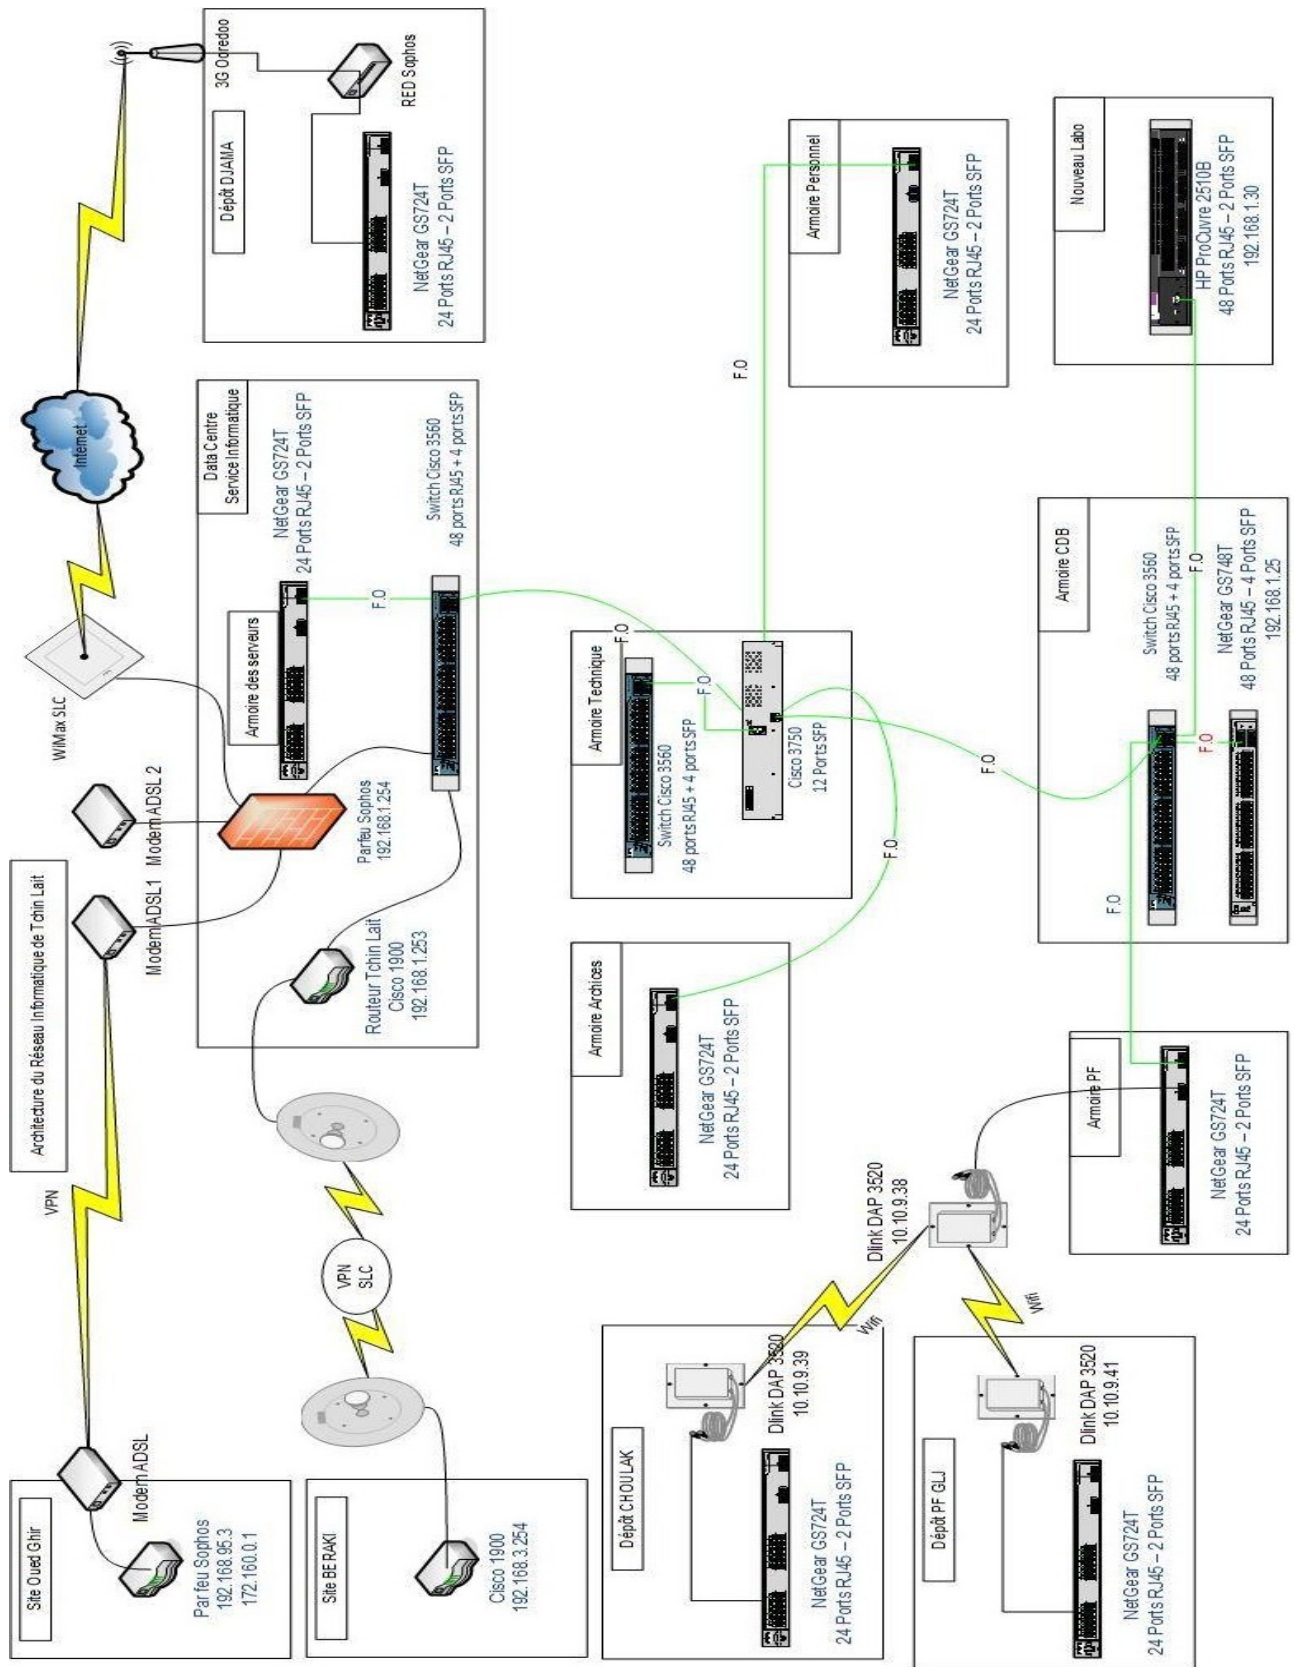 Architecture du Réseau Informatique de Tchin Lait
Site Oued Ghir
Modem ADSL
Par feu Sophos
192.168.95.3
172.160.0.1
VPN
Modem ADSL1
Modem ADSL 2
WiMax SLC
Internet
3G Ooredoo
Dépôt DJAMA
RED Sophos
NetGear GS724T
24 Ports RJ45 – 2 Ports SFP
Site BERAKI
Cisco 1900
192.168.3.254
VPN
SLC
Data Centre
Service Informatique
Armoire des serveurs
NetGear GS724T
24 Ports RJ45 – 2 Ports SFP
Parfeu Sophos
192.168.1.254
F.O
Routeur Tchin Lait
Cisco 1900
192.168.1.253
Switch Cisco 3560
48 ports RJ45 + 4 ports SFP
Dépôt CHOULAK
Dlink DAP 3520
10.10.9.39
NetGear GS724T
24 Ports RJ45 – 2 Ports SFP
Wifi
Dlink DAP 3520
10.10.9.38
Armoire Archices
NetGear GS724T
24 Ports RJ45 – 2 Ports SFP
Armoire Technique
F.O
Switch Cisco 3560
48 ports RJ45 + 4 ports SFP
F.O
Cisco 3750
12 Ports SFP
F.O
F.O
F.O
Armoire Personnel
NetGear GS724T
24 Ports RJ45 – 2 Ports SFP
Dépôt PF GLJ
Dlink DAP 3520
10.10.9.41
NetGear GS724T
24 Ports RJ45 – 2 Ports SFP
Wifi
Armoire PF
NetGear GS724T
24 Ports RJ45 – 2 Ports SFP
F.O
Armoire CDB
Switch Cisco 3560
48 ports RJ45 + 4 ports SFP
F.O
F.O
NetGear GS748T
48 Ports RJ45 – 4 Ports SFP
192.168.1.25
Nouveau Labo
HP ProCuvre 2510B
48 Ports RJ45 – 2 Ports SFP
192.168.1.30